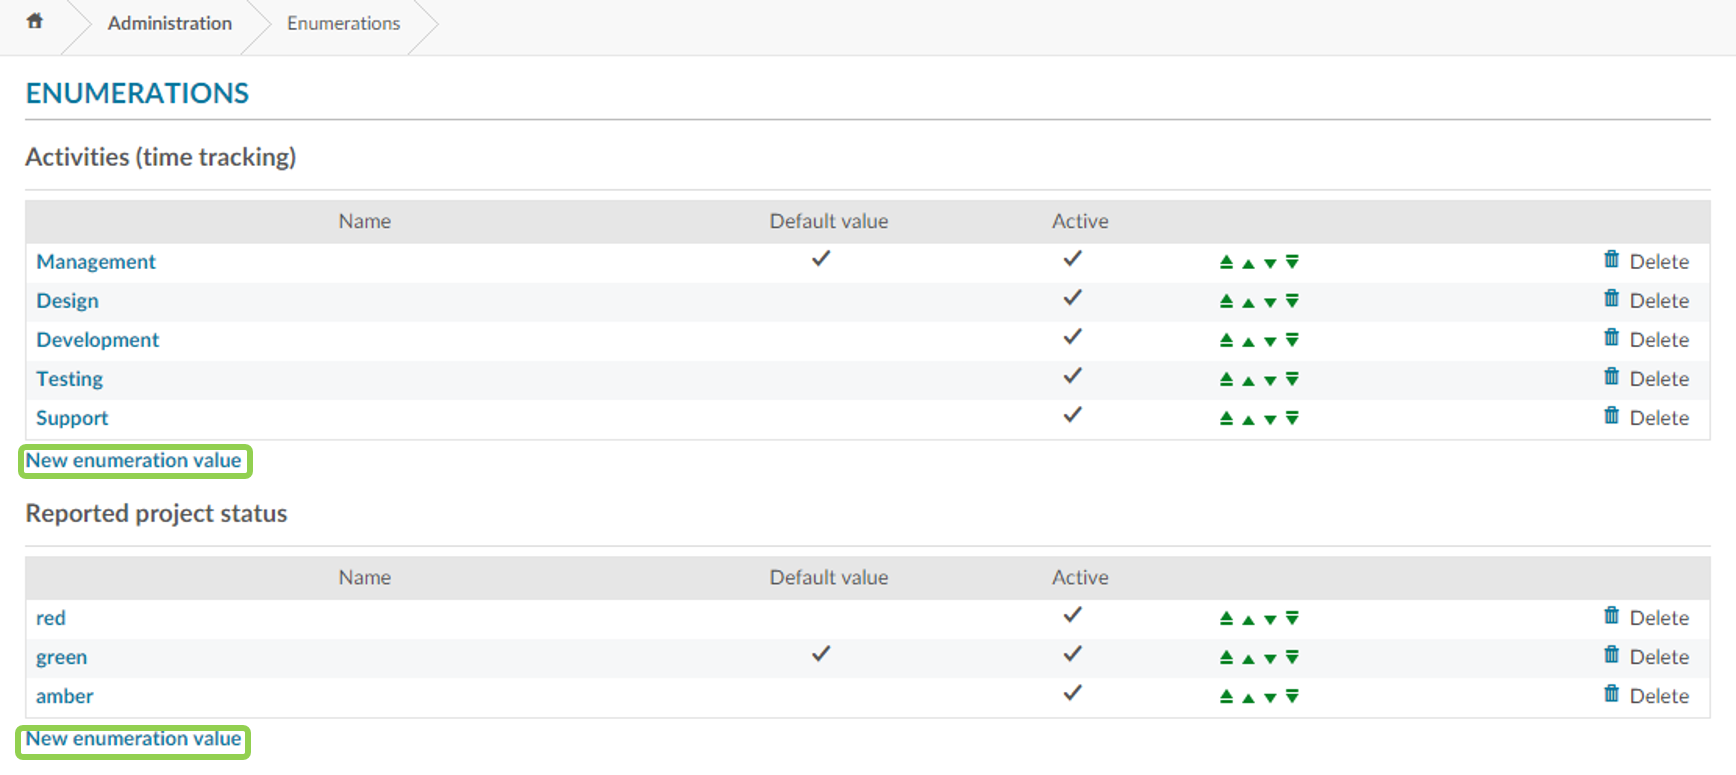 Administration Enumerations
ENUMERATIONS
Activities (time tracking)
Name Default value Active
Management Delete
Design Delete
Development Delete
Testing Delete
Support Delete
New enumeration value
Reported project status
Name Default value Active
red Delete
green Delete
amber Delete
New enumeration value